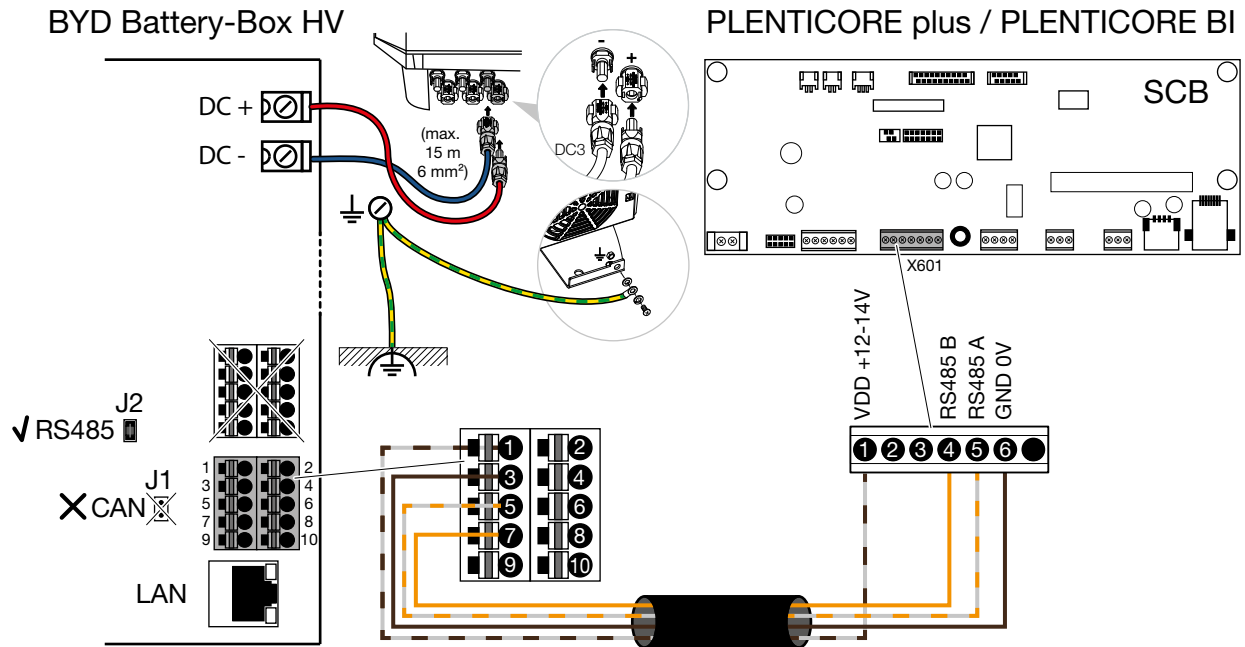 BYD Battery-Box HV
PLENTICORE plus / PLENTICORE BI
SCB
DC +
DC -
(max.
15 m
6 mm²)
-
+
DC3
X601
VDD +12-14V
RS485 B
RS485 A
GND 0V
J2
RS485
J1
CAN
1 2
3 4
5 6
7 8
9 10
LAN
1 2
3 4
5 6
7 8
9 10
1 2 3 4 5 6